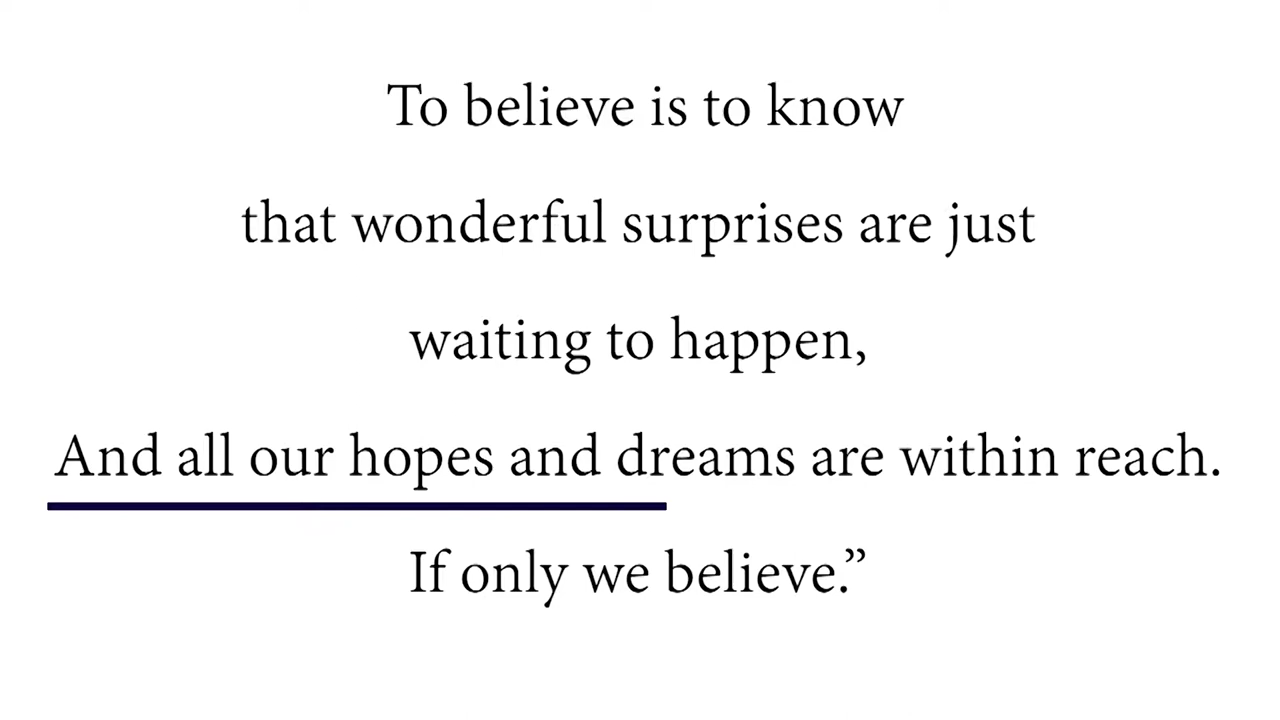 To believe is to know
that wonderful surprises are just
waiting to happen,
And all our hopes and dreams are within reach.
If only we believe.”